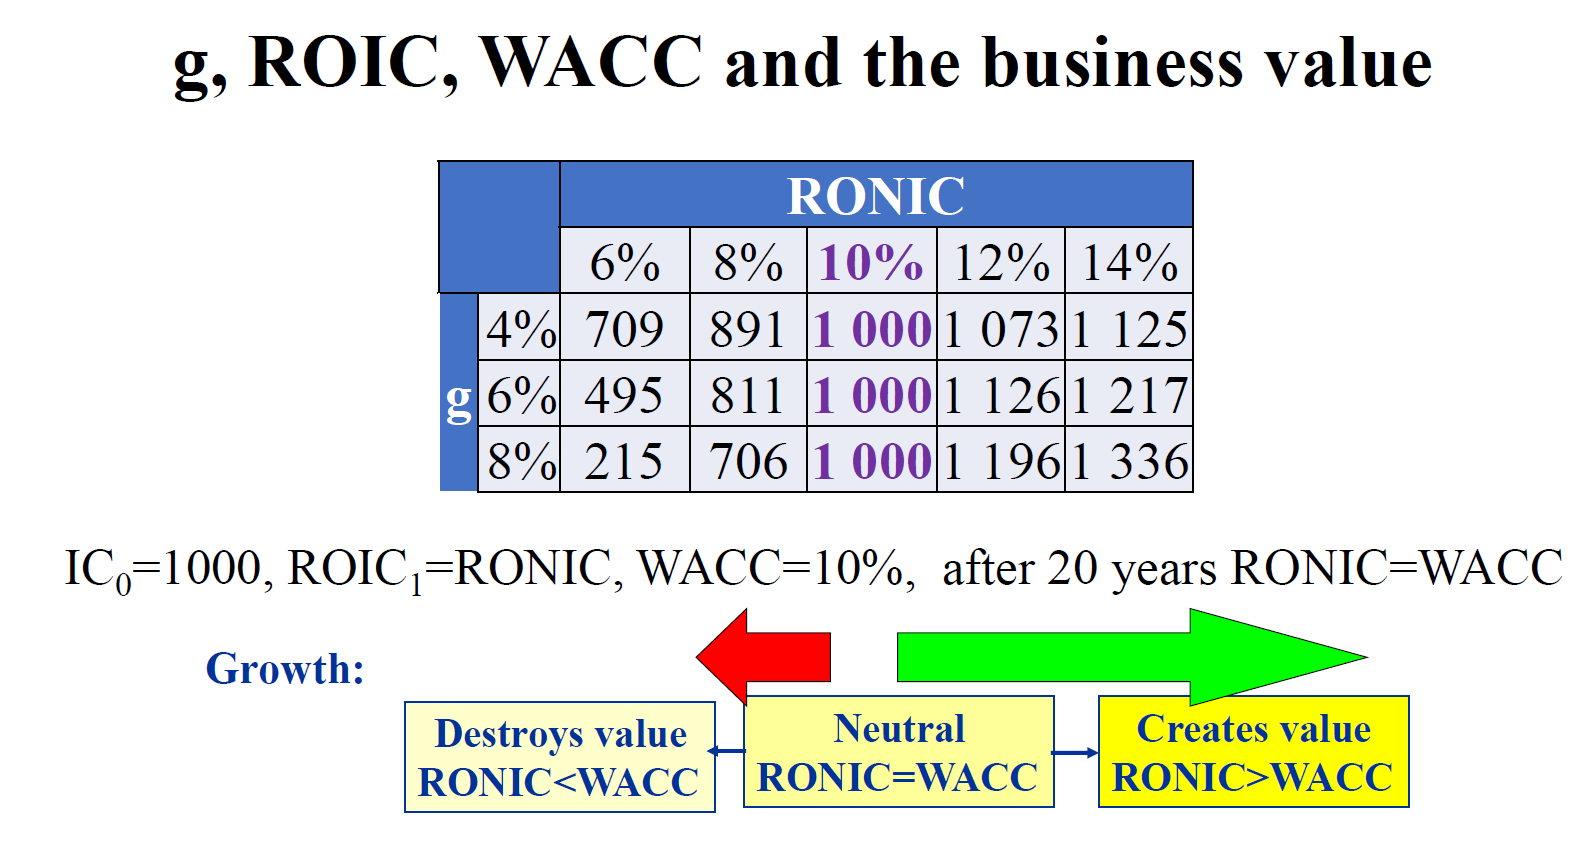 g, ROIC, WACC and the business value
RONIC
6% 8% 10% 12% 14%
g
4% 709 891 1 000 1 073 1 125
6% 495 811 1 000 1 126 1 217
8% 215 706 1 000 1 196 1 336
IC₀=1000, ROIC₁=RONIC, WACC=10%, after 20 years RONIC=WACC
Growth:
Destroys value
RONIC<WACC
Neutral
RONIC=WACC
Creates value
RONIC>WACC